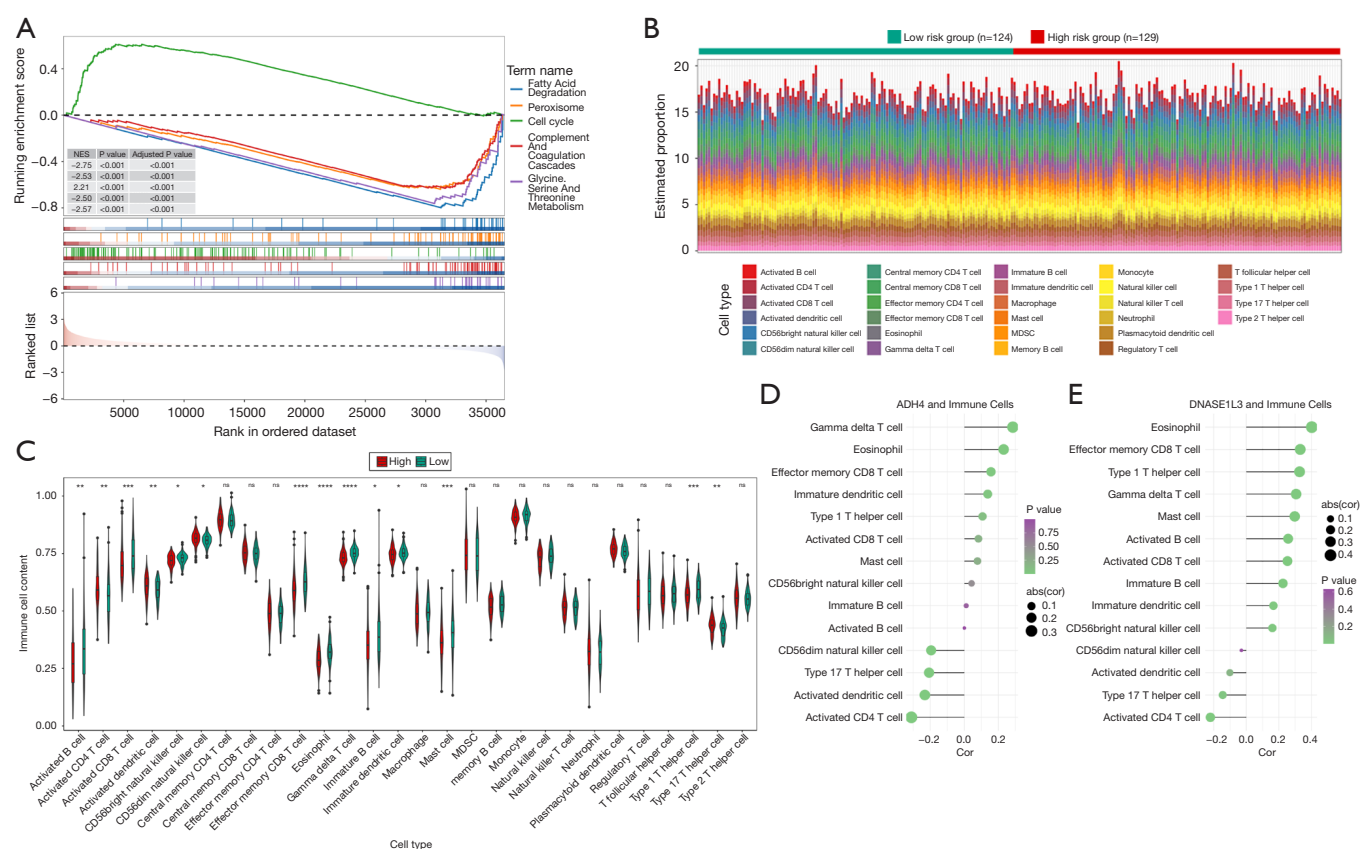 A
Running enrichment score
0.4
0.0
−0.4
−0.8
NES P value Adjusted P value
−2.75 <0.001 <0.001
−2.53 <0.001 <0.001
2.21 <0.001 <0.001
−2.50 <0.001 <0.001
−2.57 <0.001 <0.001
Term name
Fatty Acid
Degradation
Peroxisome
Cell cycle
Complement
And
Coagulation
Cascades
Glycine.
Serine And
Threonine
Metabolism
Ranked list
6
3
0
−3
−6
5000 10000 15000 20000 25000 30000 35000
Rank in ordered dataset
B
Low risk group (n=124) High risk group (n=129)
Estimated proportion
20
15
10
5
0
Cell type
Activated B cell
Activated CD4 T cell
Activated CD8 T cell
Activated dendritic cell
CD56bright natural killer cell
CD56dim natural killer cell
Central memory CD4 T cell
Central memory CD8 T cell
Effector memory CD4 T cell
Effector memory CD8 T cell
Eosinophil
Gamma delta T cell
Immature B cell
Immature dendritic cell
Macrophage
Mast cell
MDSC
Memory B cell
Monocyte
Natural killer cell
Natural killer T cell
Neutrophil
Plasmacytoid dendritic cell
Regulatory T cell
T follicular helper cell
Type 1 T helper cell
Type 17 T helper cell
Type 2 T helper cell
C
High Low
Immune cell content
1.00
0.75
0.50
0.25
0.00
** ** *** ** * * ns ns ns **** **** **** * * ns * ns ns ns ns ns ns ns ns ns *** ** ns
Activated B cell
Activated CD4 T cell
Activated CD8 T cell
Activated dendritic cell
CD56bright natural killer cell
CD56dim natural killer cell
Central memory CD4 T cell
Central memory CD8 T cell
Effector memory CD4 T cell
Effector memory CD8 T cell
Eosinophil
Gamma delta T cell
Immature B cell
Immature dendritic cell
Macrophage
Mast cell
MDSC
memory B cell
Monocyte
Natural killer cell
Natural killer T cell
Neutrophil
Plasmacytoid dendritic cell
Regulatory T cell
T follicular helper cell
Type 1 T helper cell
Type 17 T helper cell
Type 2 T helper cell
Cell type
D
ADH4 and Immune Cells
Gamma delta T cell
Eosinophil
Effector memory CD8 T cell
Immature dendritic cell
Type 1 T helper cell
Activated CD8 T cell
Mast cell
CD56bright natural killer cell
Immature B cell
Activated B cell
CD56dim natural killer cell
Type 17 T helper cell
Activated dendritic cell
Activated CD4 T cell
−0.2 0.0 0.2
Cor
P value
0.75
0.50
0.25
abs(cor)
0.1
0.2
0.3
E
DNASE1L3 and Immune Cells
Eosinophil
Effector memory CD8 T cell
Type 1 T helper cell
Gamma delta T cell
Mast cell
Activated B cell
Activated CD8 T cell
Immature B cell
Immature dendritic cell
CD56bright natural killer cell
CD56dim natural killer cell
Activated dendritic cell
Type 17 T helper cell
Activated CD4 T cell
−0.2 0.0 0.2 0.4
Cor
abs(cor)
0.1
0.2
0.3
0.4
P value
0.6
0.4
0.2